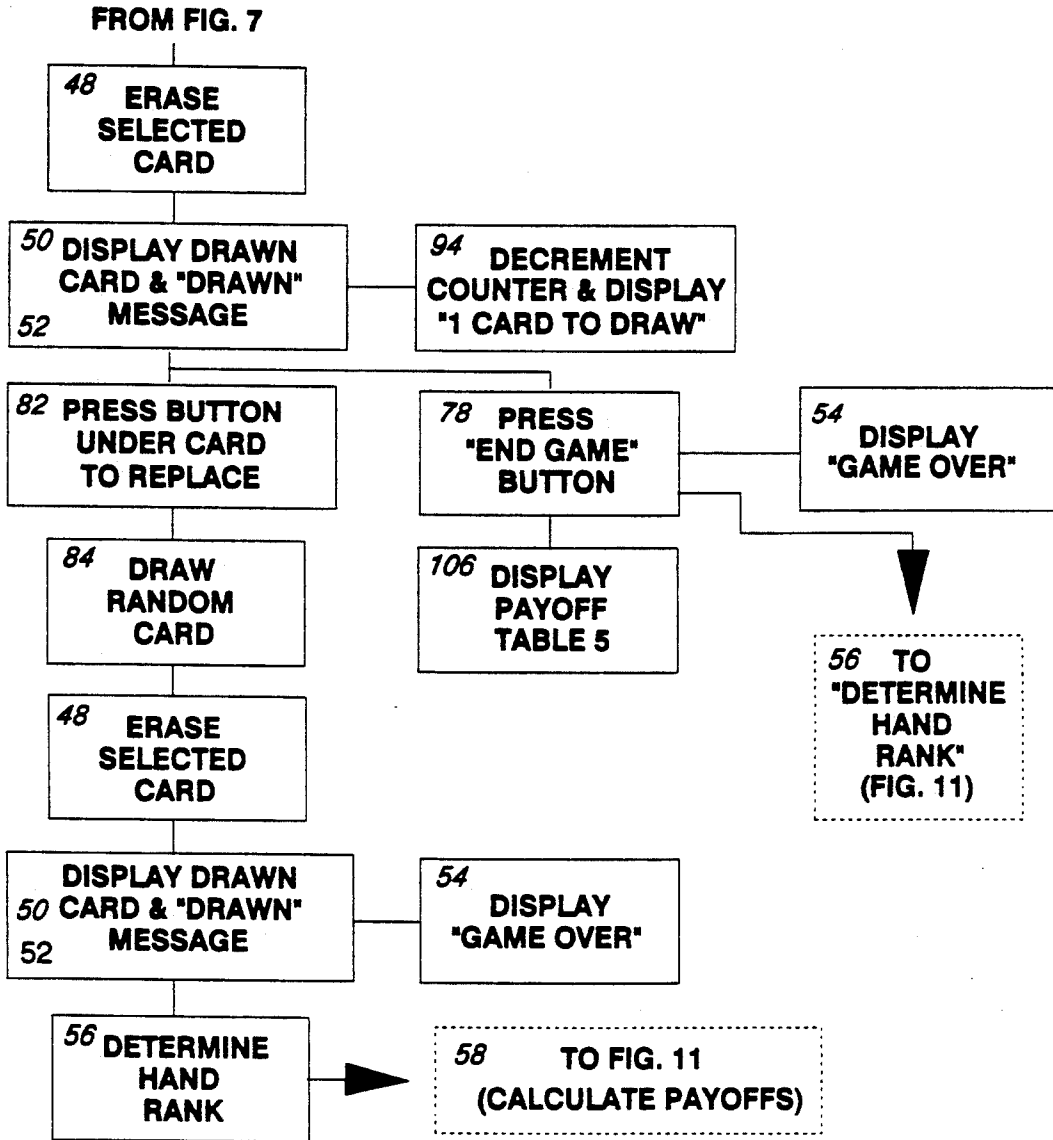 FROM FIG. 7
48 ERASE
SELECTED
CARD
50 DISPLAY DRAWN
CARD & "DRAWN"
MESSAGE
52
94 DECREMENT
COUNTER & DISPLAY
"1 CARD TO DRAW"
82 PRESS BUTTON
UNDER CARD
TO REPLACE
78 PRESS
"END GAME"
BUTTON
54
DISPLAY
"GAME OVER"
84 DRAW
RANDOM
CARD
106 DISPLAY
PAYOFF
TABLE 5
56 TO
"DETERMINE
HAND
RANK"
(FIG. 11)
48 ERASE
SELECTED
CARD
DISPLAY DRAWN
50 CARD & "DRAWN"
MESSAGE
52
54
DISPLAY
"GAME OVER"
56 DETERMINE
HAND
RANK
58 TO FIG. 11
(CALCULATE PAYOFFS)